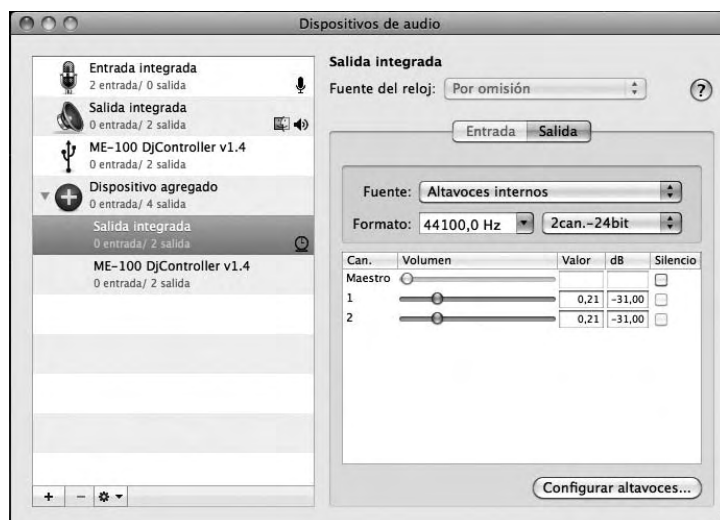 Dispositivos de audio
Entrada integrada
2 entrada/ 0 salida
Salida integrada
0 entrada/ 2 salida
ME-100 DjController v1.4
0 entrada/ 2 salida
Dispositivo agregado
0 entrada/ 4 salida
Salida integrada
0 entrada/ 2 salida
ME-100 DjController v1.4
0 entrada/ 2 salida
+ −
Salida integrada
Fuente del reloj: Por omisión ?
Entrada Salida
Fuente: Altavoces internos
Formato: 44100,0 Hz 2can.-24bit
Can. Volumen Valor dB Silencio
Maestro
1 0,21 -31,00
2 0,21 -31,00
Configurar altavoces...